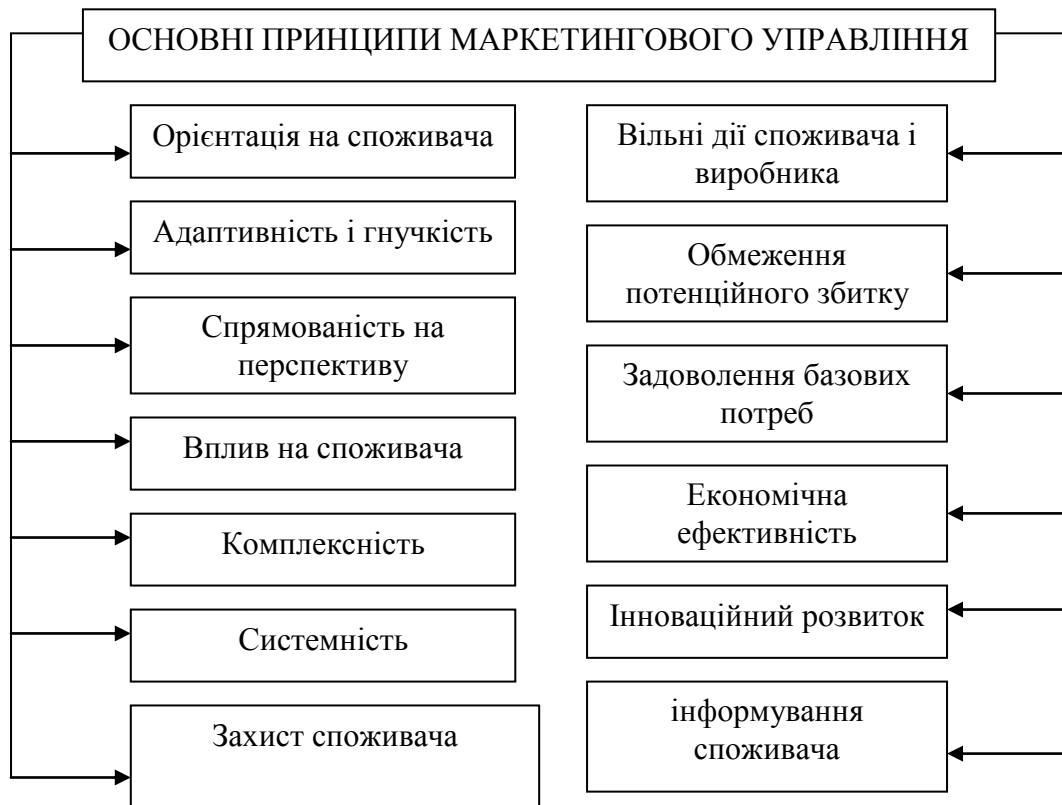 ОСНОВНІ ПРИНЦИПИ МАРКЕТИНГОВОГО УПРАВЛІННЯ
Орієнтація на споживача
Адаптивність і гнучкість
Спрямованість на
перспективу
Вплив на споживача
Комплексність
Системність
Захист споживача
Вільні дії споживача і
виробника
Обмеження
потенційного збитку
Задоволення базових
потреб
Економічна
ефективність
Інноваційний розвиток
інформування
споживача